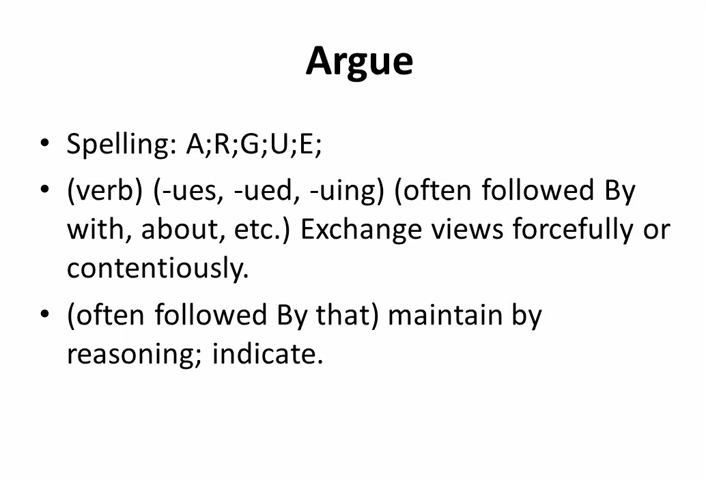 Argue
• Spelling: A;R;G;U;E;
• (verb) (-ues, -ued, -uing) (often followed By
with, about, etc.) Exchange views forcefully or
contentiously.
• (often followed By that) maintain by
reasoning; indicate.